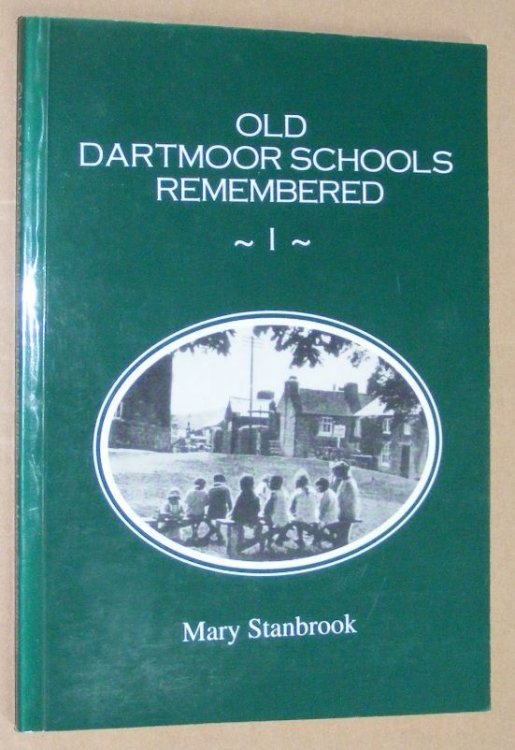 OLD
DARTMOOR SCHOOLS
REMEMBERED
~ I ~
Mary Stanbrook